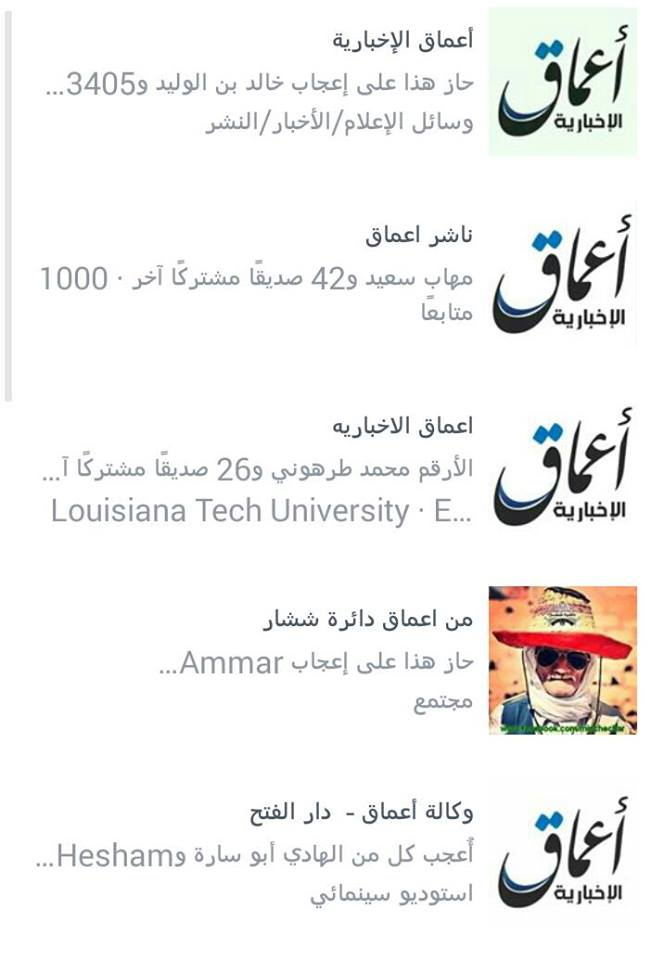 أعماق الإخبارية
حاز هذا على إعجاب خالد بن الوليد و3405...
وسائل الإعلام/الأخبار/النشر
أعماق
الإخبارية
ناشر اعماق
مهاب سعيد و42 صديقًا مشتركًا آخر · 1000
متابعًا
أعماق
الإخبارية
اعماق الاخباريه
الأرقم محمد طرهوني و26 صديقًا مشتركًا آ...
Louisiana Tech University · E...
أعماق
الإخبارية
من اعماق دائرة ششار
حاز هذا على إعجاب Ammar...
مجتمع
وكالة أعماق - دار الفتح
أُعجب كل من الهادي أبو سارة وHesham...
استوديو سينمائي
أعماق
الإخبارية